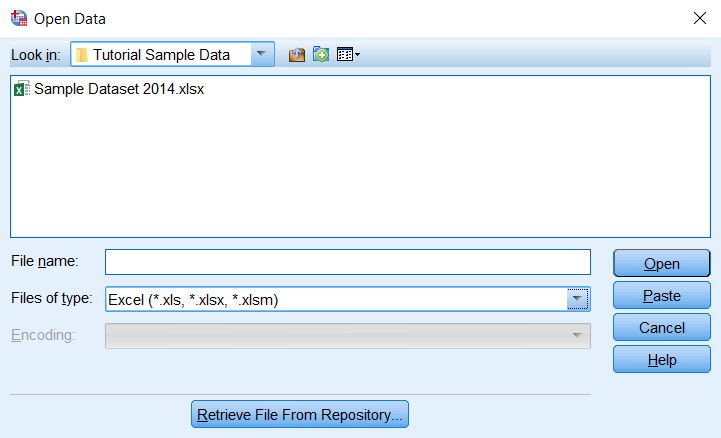 Open Data
Look in: Tutorial Sample Data
Sample Dataset 2014.xlsx
File name:
Open
Files of type: Excel (*.xls, *.xlsx, *.xlsm)
Paste
Encoding:
Cancel
Help
Retrieve File From Repository...